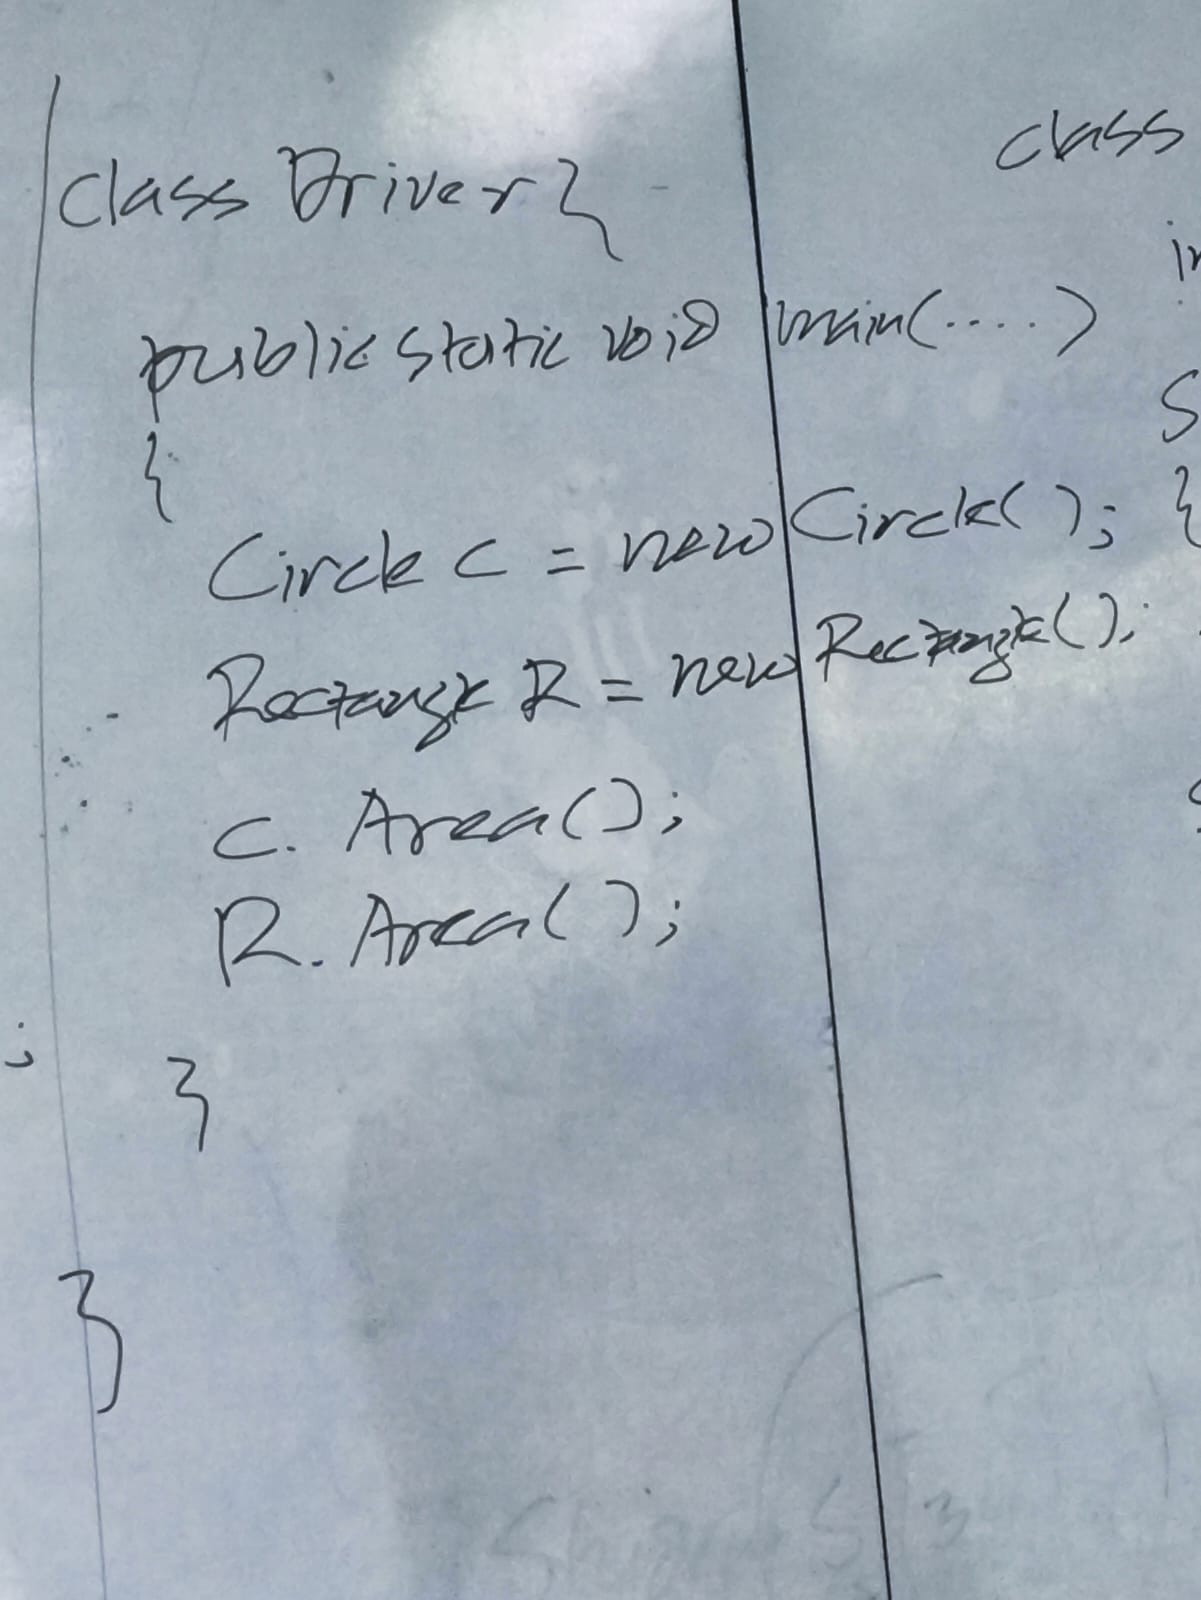 class Driver{
public static void main(.....)
{
Circle C = new Circle();
Rectangle R = new Rectangle();
C. Area();
R. Area();
}
}
class
in
S
{
;